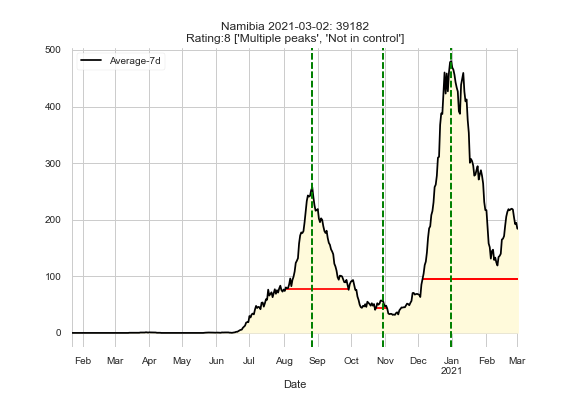 Namibia 2021-03-02: 39182
Rating:8 ['Multiple peaks', 'Not in control']
Average-7d
500
400
300
200
100
0
Feb Mar Apr May Jun Jul Aug Sep Oct Nov Dec Jan Feb Mar
2021
Date